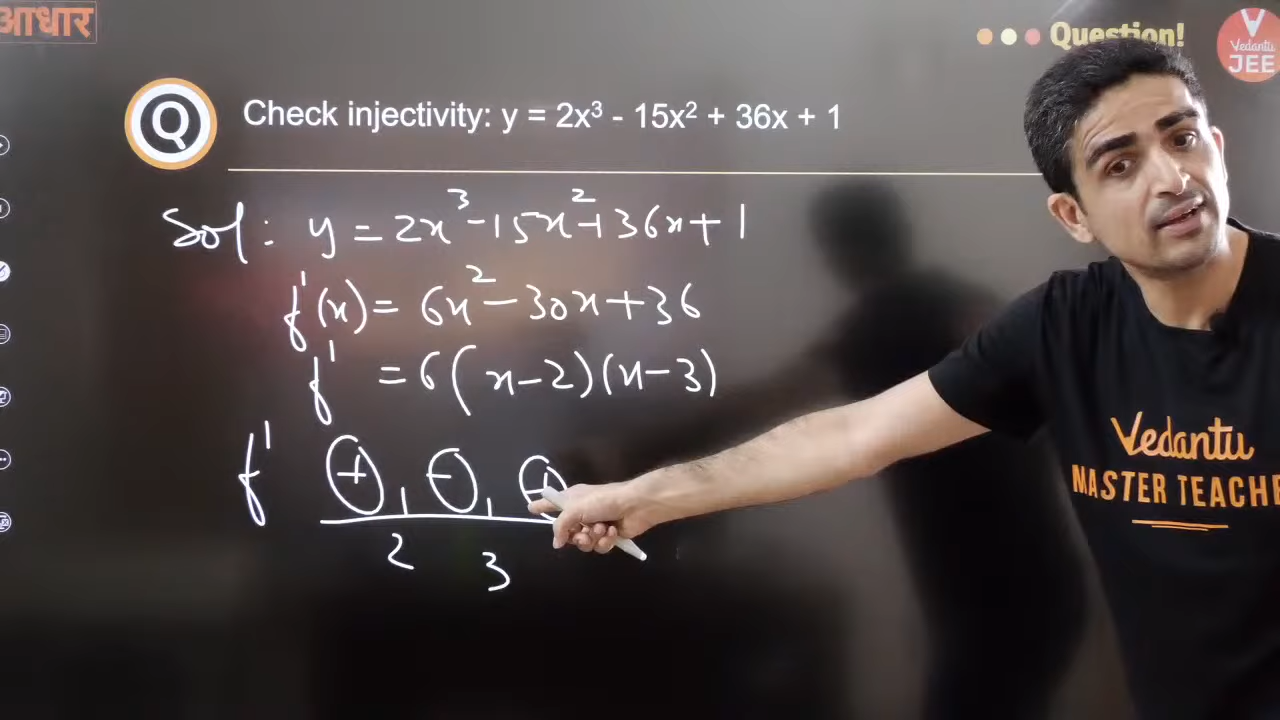 आधार
Question!
Vedantu
JEE
Q
Check injectivity: y = 2x³ - 15x² + 36x + 1
Sol: y = 2x³-15x²+36x+1
f'(x) = 6x²-30x+36
f' = 6(x-2)(x-3)
f' + - +
2 3
Vedantu
MASTER TEACHE